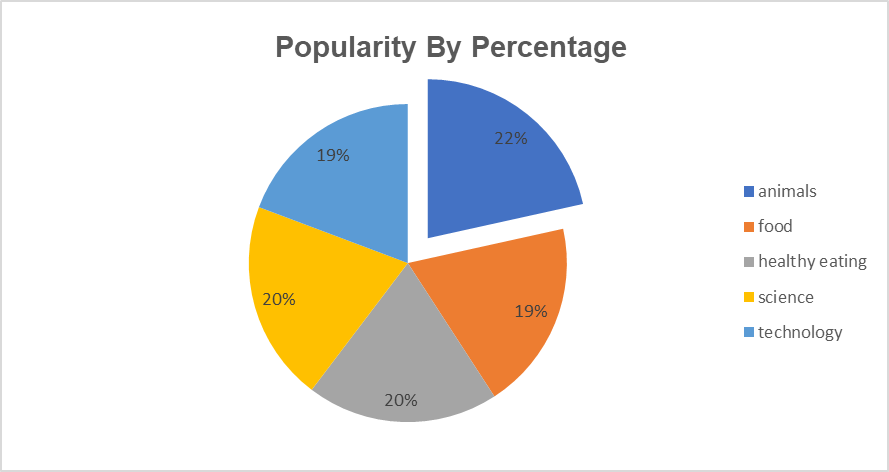 Popularity By Percentage
22%
19%
20%
20%
19%
animals
food
healthy eating
science
technology